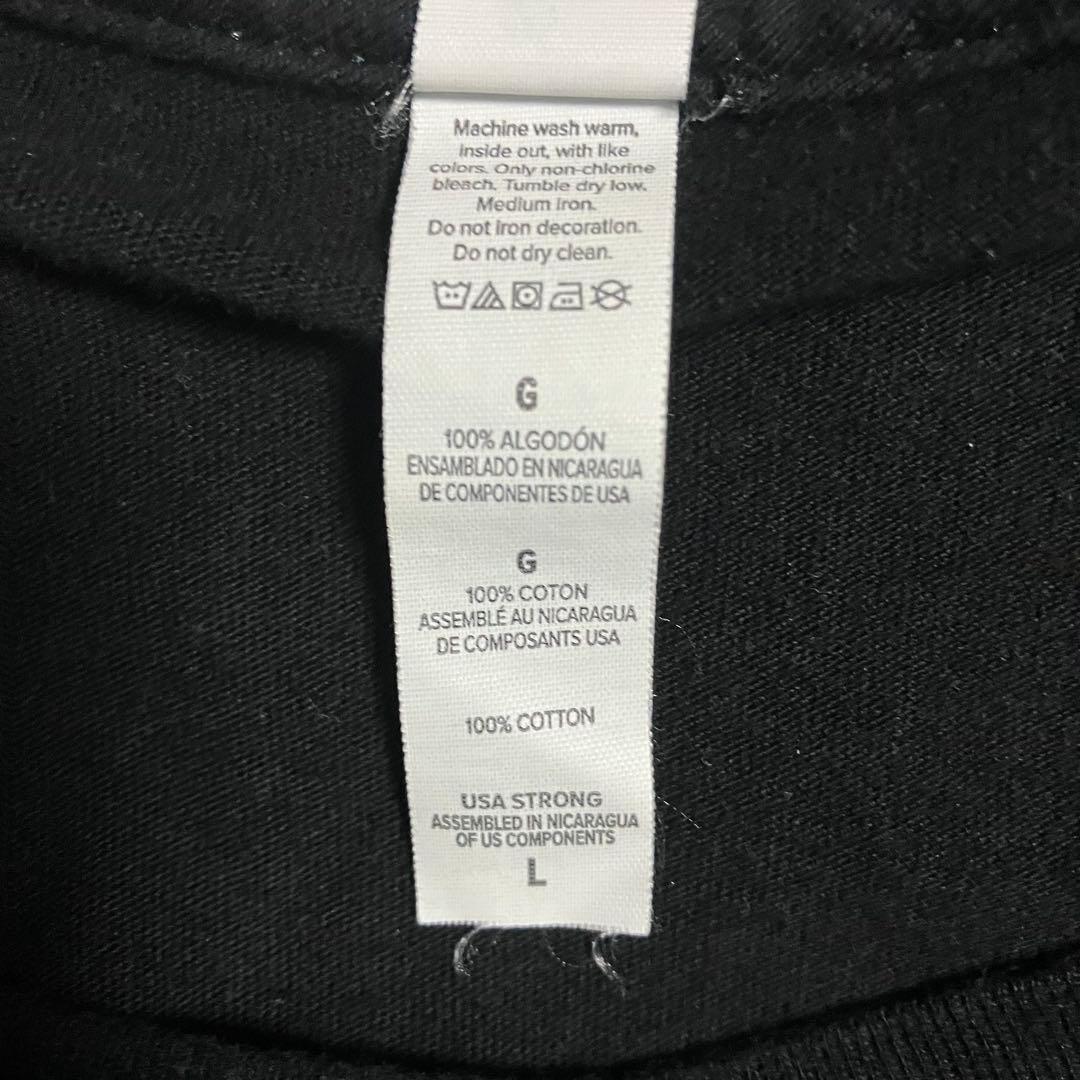 Machine wash warm,
inside out, with like
colors. Only non-chlorine
bleach. Tumble dry low.
Medium iron.
Do not iron decoration.
Do not dry clean.
G
100% ALGODÓN
ENSAMBLADO EN NICARAGUA
DE COMPONENTES DE USA
G
100% COTON
ASSEMBLÉ AU NICARAGUA
DE COMPOSANTS USA
100% COTTON
USA STRONG
ASSEMBLED IN NICARAGUA
OF US COMPONENTS
L